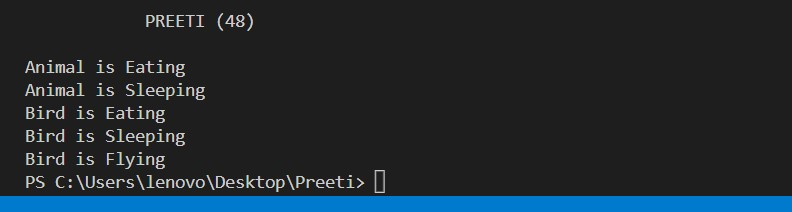 PREETI (48)
Animal is Eating
Animal is Sleeping
Bird is Eating
Bird is Sleeping
Bird is Flying
PS C:\Users\lenovo\Desktop\Preeti>